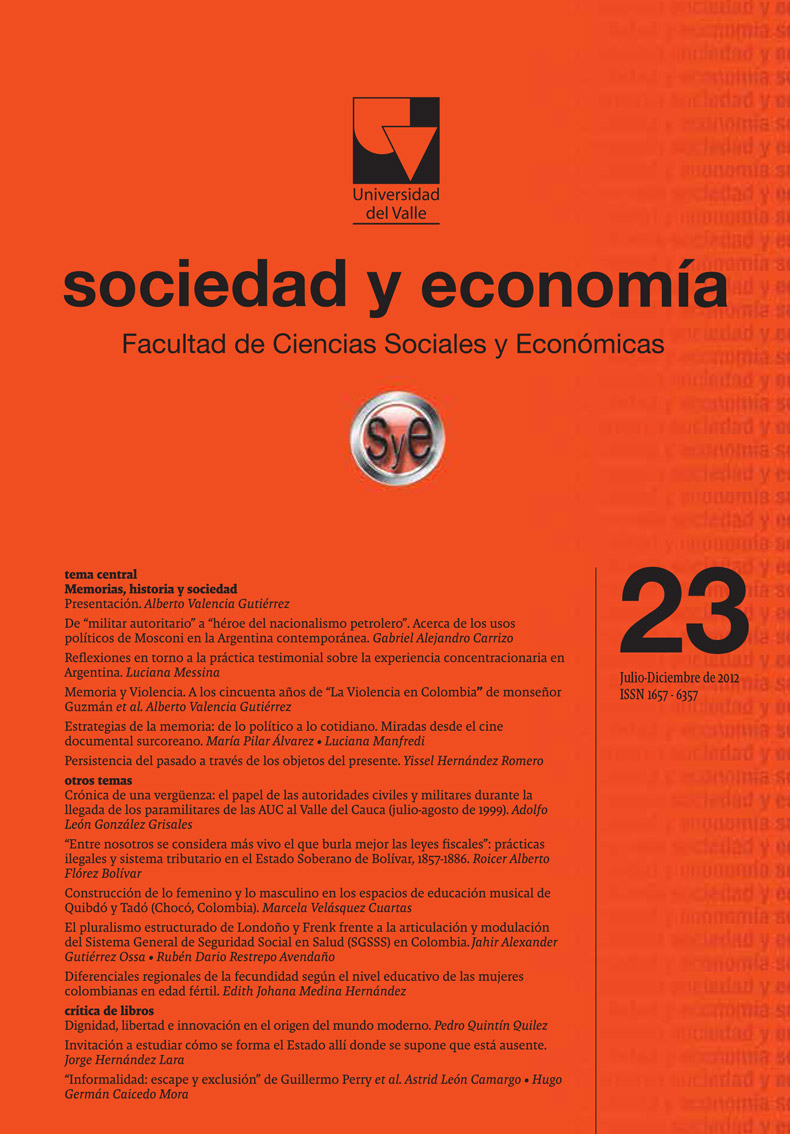 Universidad
del Valle
sociedad y economía
Facultad de Ciencias Sociales y Económicas
SyE
tema central
Memorias, historia y sociedad
Presentación. Alberto Valencia Gutiérrez
De “militar autoritario” a “héroe del nacionalismo petrolero”. Acerca de los usos
políticos de Mosconi en la Argentina contemporánea. Gabriel Alejandro Carrizo
Reflexiones en torno a la práctica testimonial sobre la experiencia concentracionaria en
Argentina. Luciana Messina
Memoria y Violencia. A los cincuenta años de “La Violencia en Colombia” de monseñor
Guzmán et al. Alberto Valencia Gutiérrez
Estrategias de la memoria: de lo político a lo cotidiano. Miradas desde el cine
documental surcoreano. María Pilar Álvarez • Luciana Manfredi
Persistencia del pasado a través de los objetos del presente. Yissel Hernández Romero
otros temas
Crónica de una vergüenza: el papel de las autoridades civiles y militares durante la
llegada de los paramilitares de las AUC al Valle del Cauca (julio-agosto de 1999). Adolfo
León González Grisales
“Entre nosotros se considera más vivo el que burla mejor las leyes fiscales”: prácticas
ilegales y sistema tributario en el Estado Soberano de Bolívar, 1857-1886. Roicer Alberto
Flórez Bolívar
Construcción de lo femenino y lo masculino en los espacios de educación musical de
Quibdó y Tadó (Chocó, Colombia). Marcela Velásquez Cuartas
El pluralismo estructurado de Londoño y Frenk frente a la articulación y modulación
del Sistema General de Seguridad Social en Salud (SGSSS) en Colombia. Jahir Alexander
Gutiérrez Ossa • Rubén Dario Restrepo Avendaño
Diferenciales regionales de la fecundidad según el nivel educativo de las mujeres
colombianas en edad fértil. Edith Johana Medina Hernández
crítica de libros
Dignidad, libertad e innovación en el origen del mundo moderno. Pedro Quintín Quilez
Invitación a estudiar cómo se forma el Estado allí donde se supone que está ausente.
Jorge Hernández Lara
“Informalidad: escape y exclusión” de Guillermo Perry et al. Astrid León Camargo • Hugo
Germán Caicedo Mora
23
Julio-Diciembre de 2012
ISSN 1657 - 6357